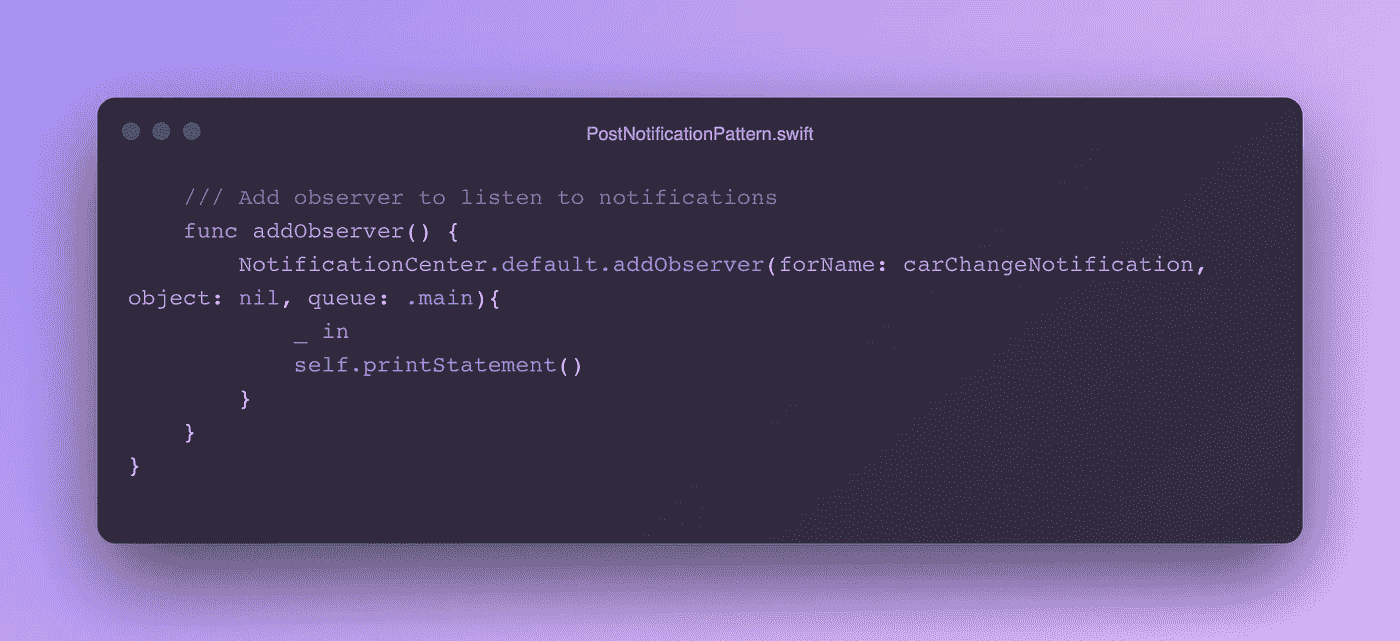 PostNotificationPattern.swift
/// Add observer to listen to notifications
func addObserver() {
NotificationCenter.default.addObserver(forName: carChangeNotification,
object: nil, queue: .main){
_ in
self.printStatement()
}
}
}